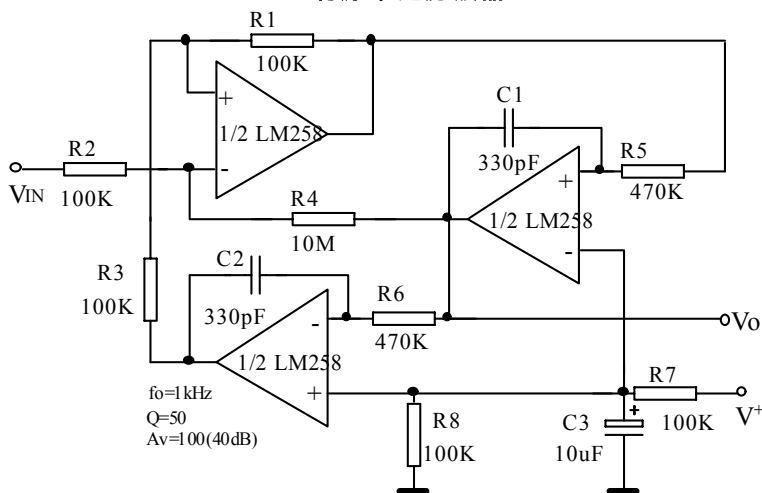 R1
100K
+
1/2 LM258
-
C1
330pF
R5
470K
+
1/2 LM258
-
R2
VIN
100K
R4
10M
C2
330pF
R3
100K
R6
470K
-
1/2 LM258
+
Vo
fo=1kHz
Q=50
Av=100(40dB)
R8
100K
C3
+
10uF
R7
100K
V+